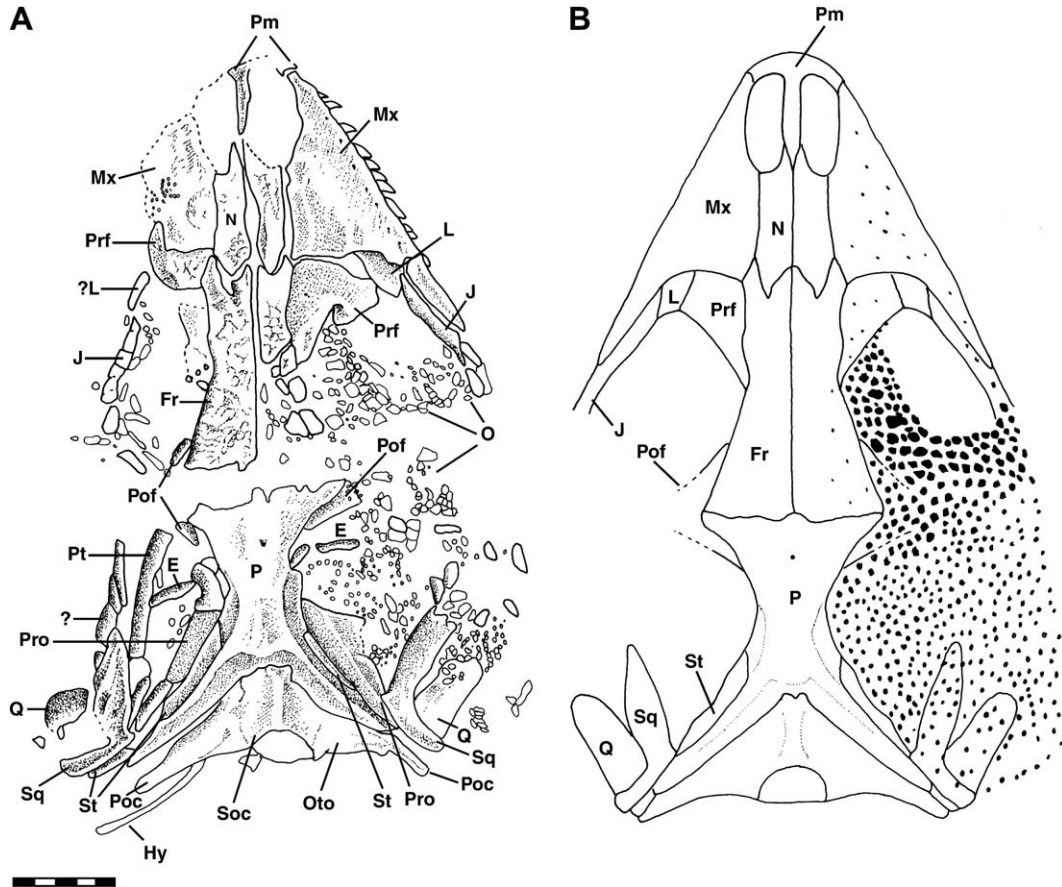 A
Pm
Mx
Mx
N
Prf
L
?L
J
Prf
J
Fr
O
Pof
Pof
Pt
E
E
P
?
Pro
Q
Q
Sq
Sq
St
Poc
Soc
Oto
St
Pro
Poc
Hy
B
Pm
Mx
N
L
Prf
J
Pof
Fr
P
St
Sq
Q